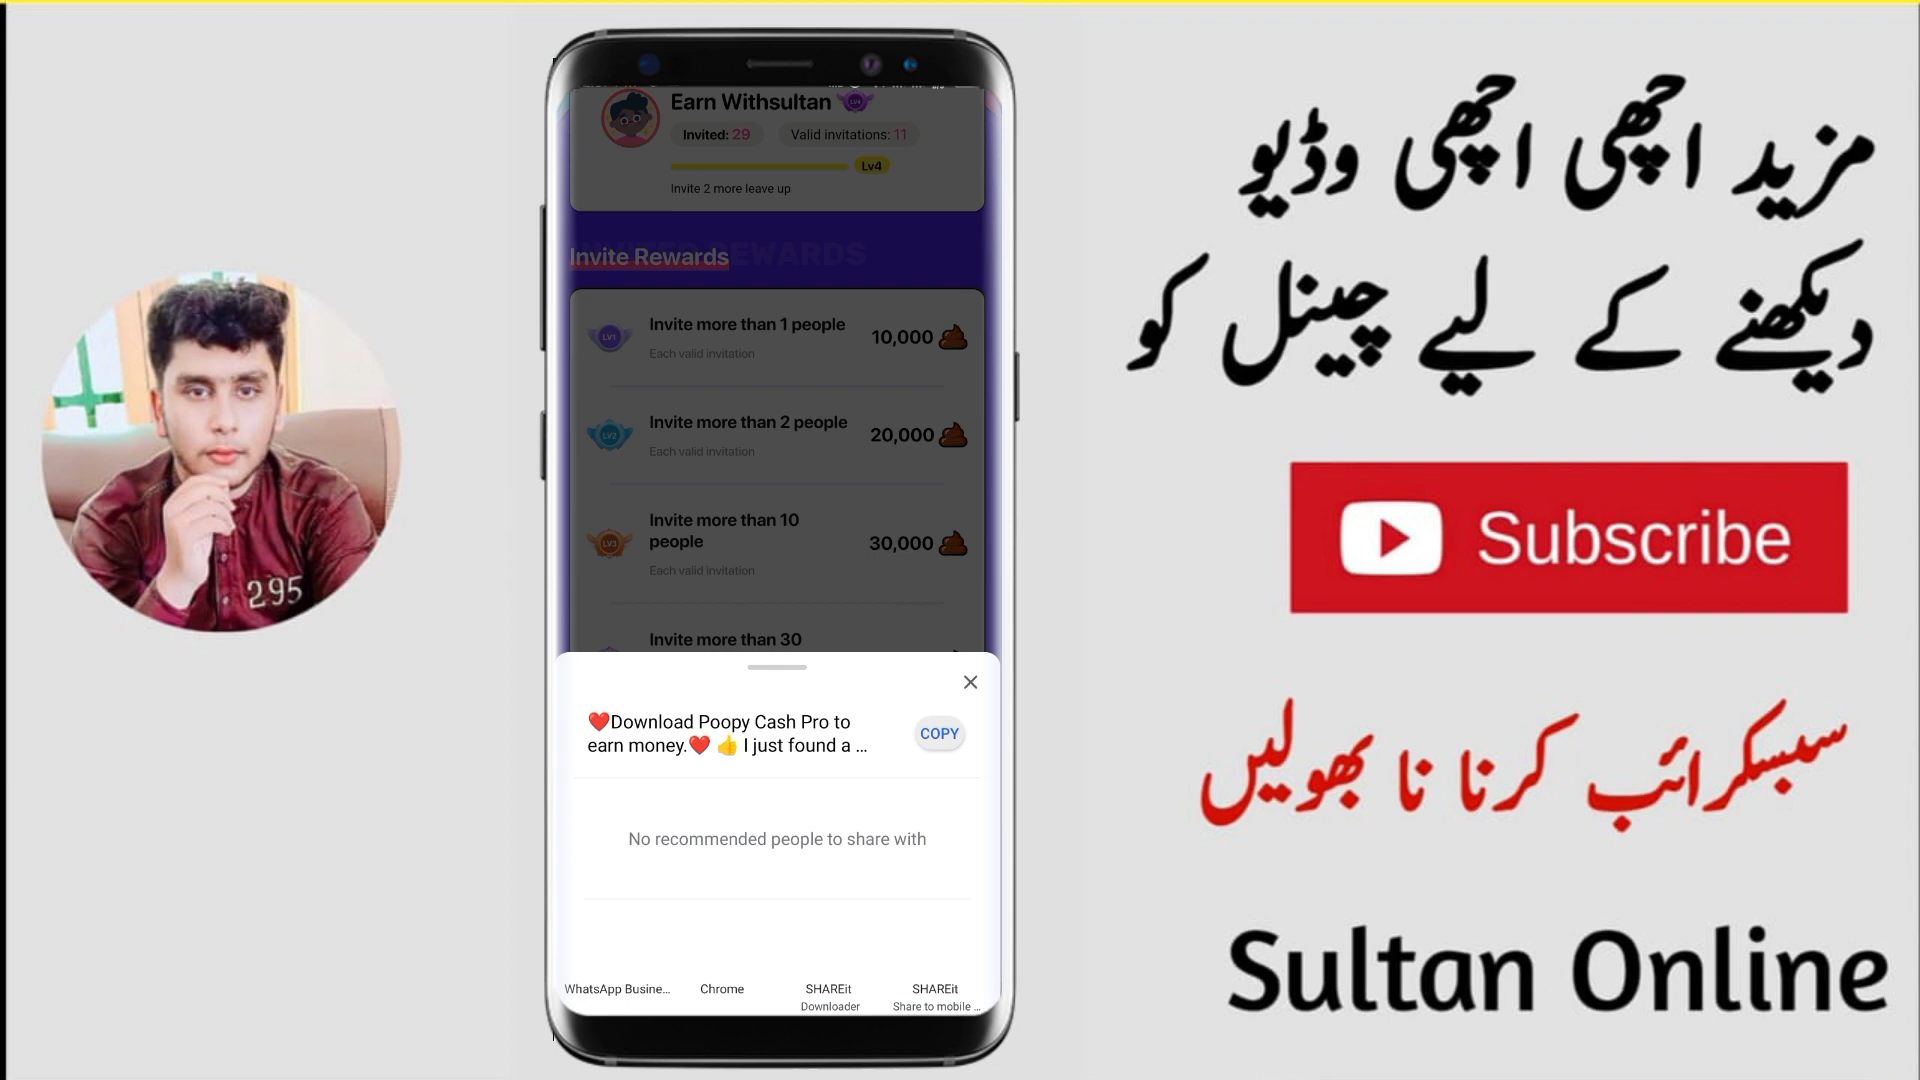 Earn Withsultan LV4
Invited: 29 Valid invitations: 11
Lv4
Invite 2 more leave up
Invite Rewards
LV1 Invite more than 1 people 10,000
Each valid invitation
LV2 Invite more than 2 people 20,000
Each valid invitation
LV3 Invite more than 10 people 30,000
Each valid invitation
Invite more than 30
❤️Download Poopy Cash Pro to
earn money.❤️ 👍 I just found a ...
COPY
No recommended people to share with
WhatsApp Busine... Chrome SHAREit SHAREit
Downloader Share to mobile ...
295
مزید اچھی اچھی وڈیو
دیکھنے کے لیے چینل کو
Subscribe
سبسکرائب کرنا نا بھولیں
Sultan Online